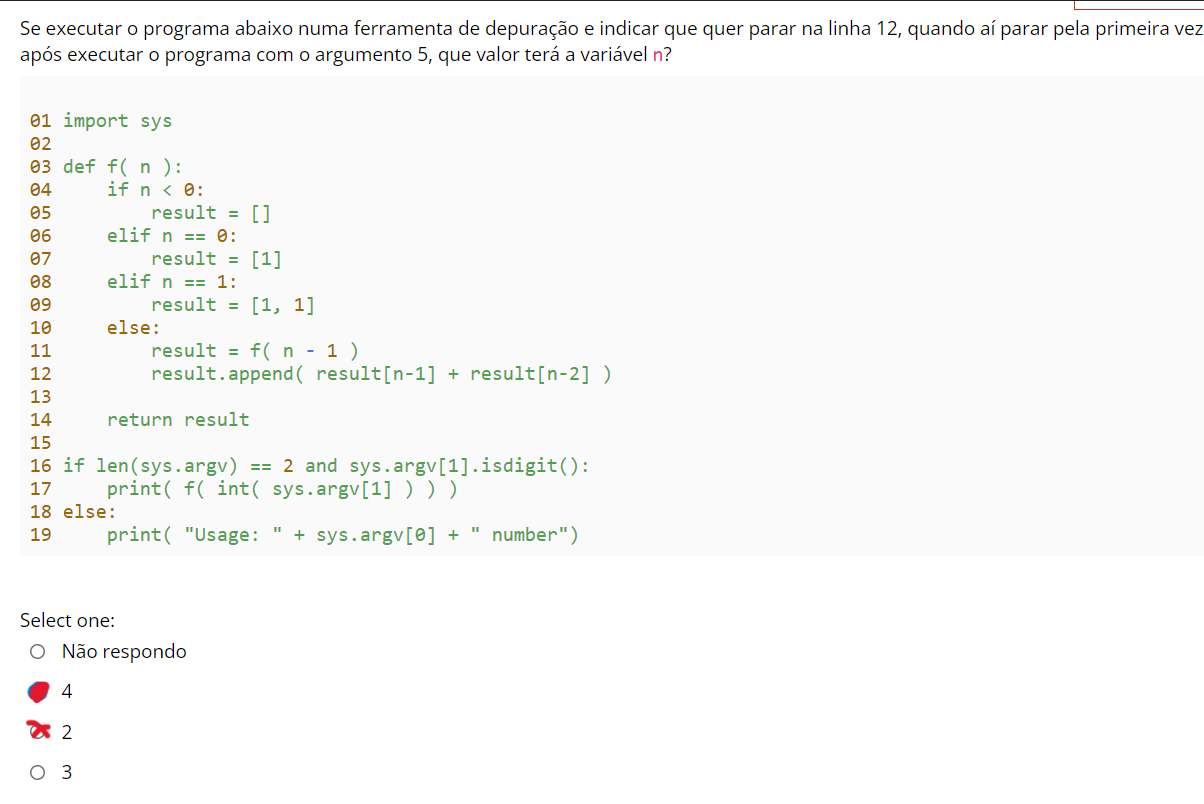 Se executar o programa abaixo numa ferramenta de depuração e indicar que quer parar na linha 12, quando aí parar pela primeira vez
após executar o programa com o argumento 5, que valor terá a variável n?
01 import sys
02
03 def f( n ):
04     if n < 0:
05         result = []
06     elif n == 0:
07         result = [1]
08     elif n == 1:
09         result = [1, 1]
10     else:
11         result = f( n - 1 )
12         result.append( result[n-1] + result[n-2] )
13
14     return result
15
16 if len(sys.argv) == 2 and sys.argv[1].isdigit():
17     print( f( int( sys.argv[1] ) ) )
18 else:
19     print( "Usage: " + sys.argv[0] + " number")
Select one:
Não respondo
4
2
3